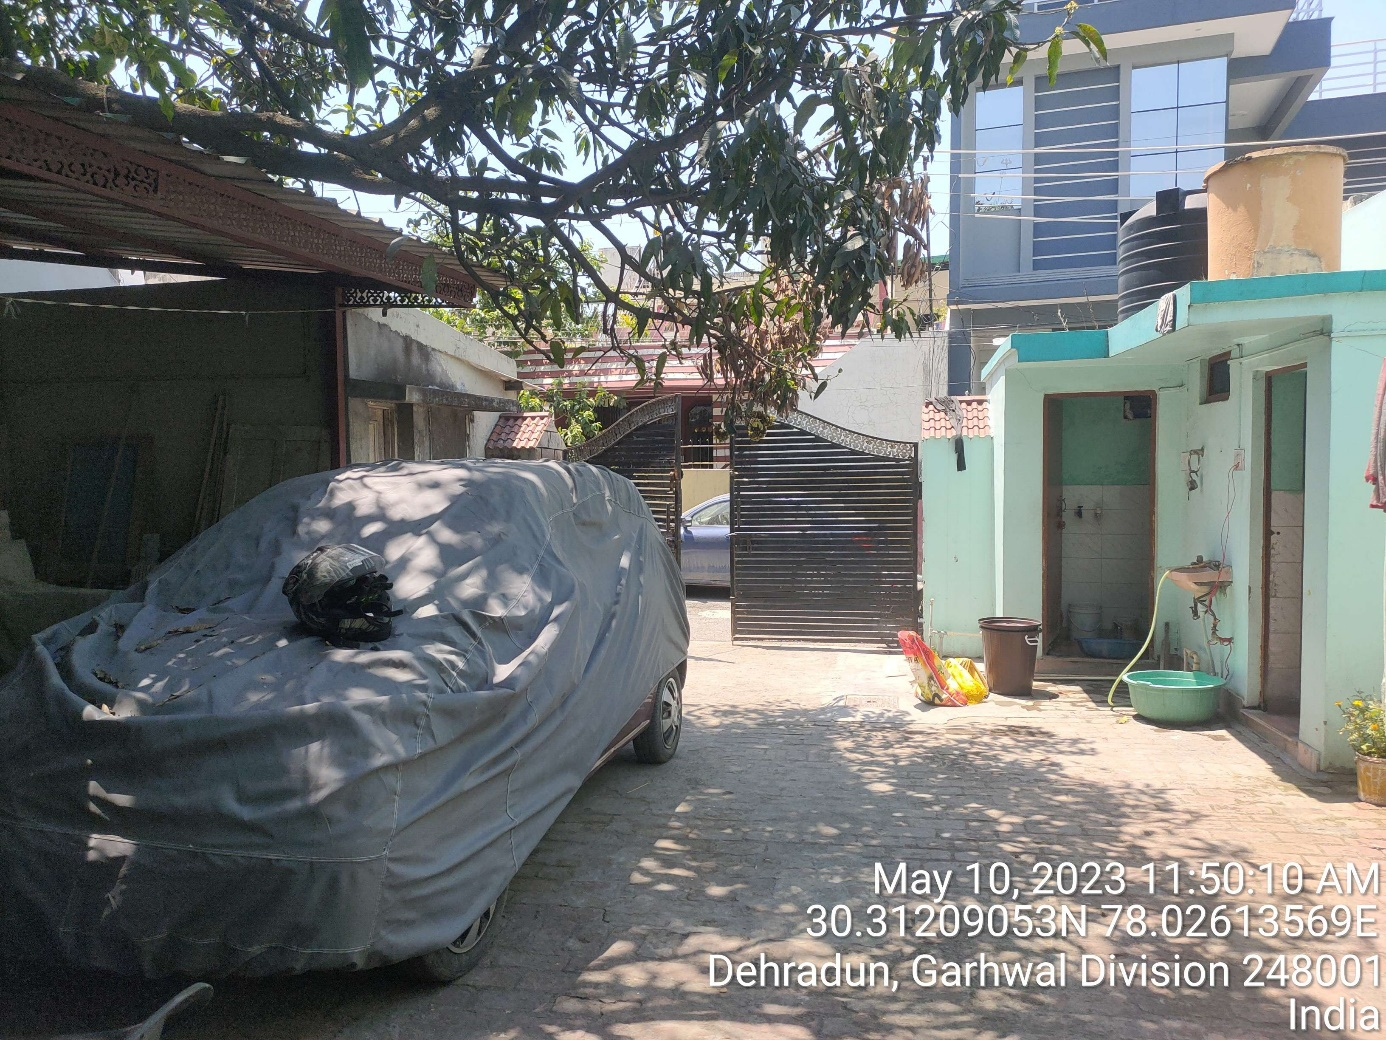 May 10, 2023 11:50:10 AM
30.31209053N 78.02613569E
Dehradun, Garhwal Division 248001
India